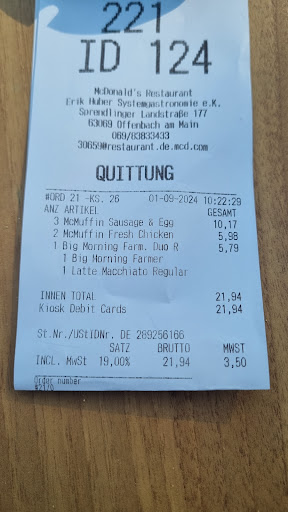 221
ID 124
McDonald's Restaurant
Erik Huber Systemgastronomie e.K.
Sprendlinger Landstraße 177
63069 Offenbach am Main
069/83833433
30659@restaurant.de.mcd.com
QUITTUNG
#ORD 21 -KS. 26 01-09-2024 10:22:29
ANZ ARTIKEL GESAMT
3 McMuffin Sausage & Egg 10,17
2 McMuffin Fresh Chicken 5,98
1 Big Morning Farm. Duo R 5,79
1 Big Morning Farmer
1 Latte Macchiato Regular
INNEN TOTAL 21,94
Kiosk Debit Cards 21,94
St.Nr./UStIDNr. DE 289256166
SATZ BRUTTO MWST
INCL. MwSt 19,00% 21,94 3,50
Order number